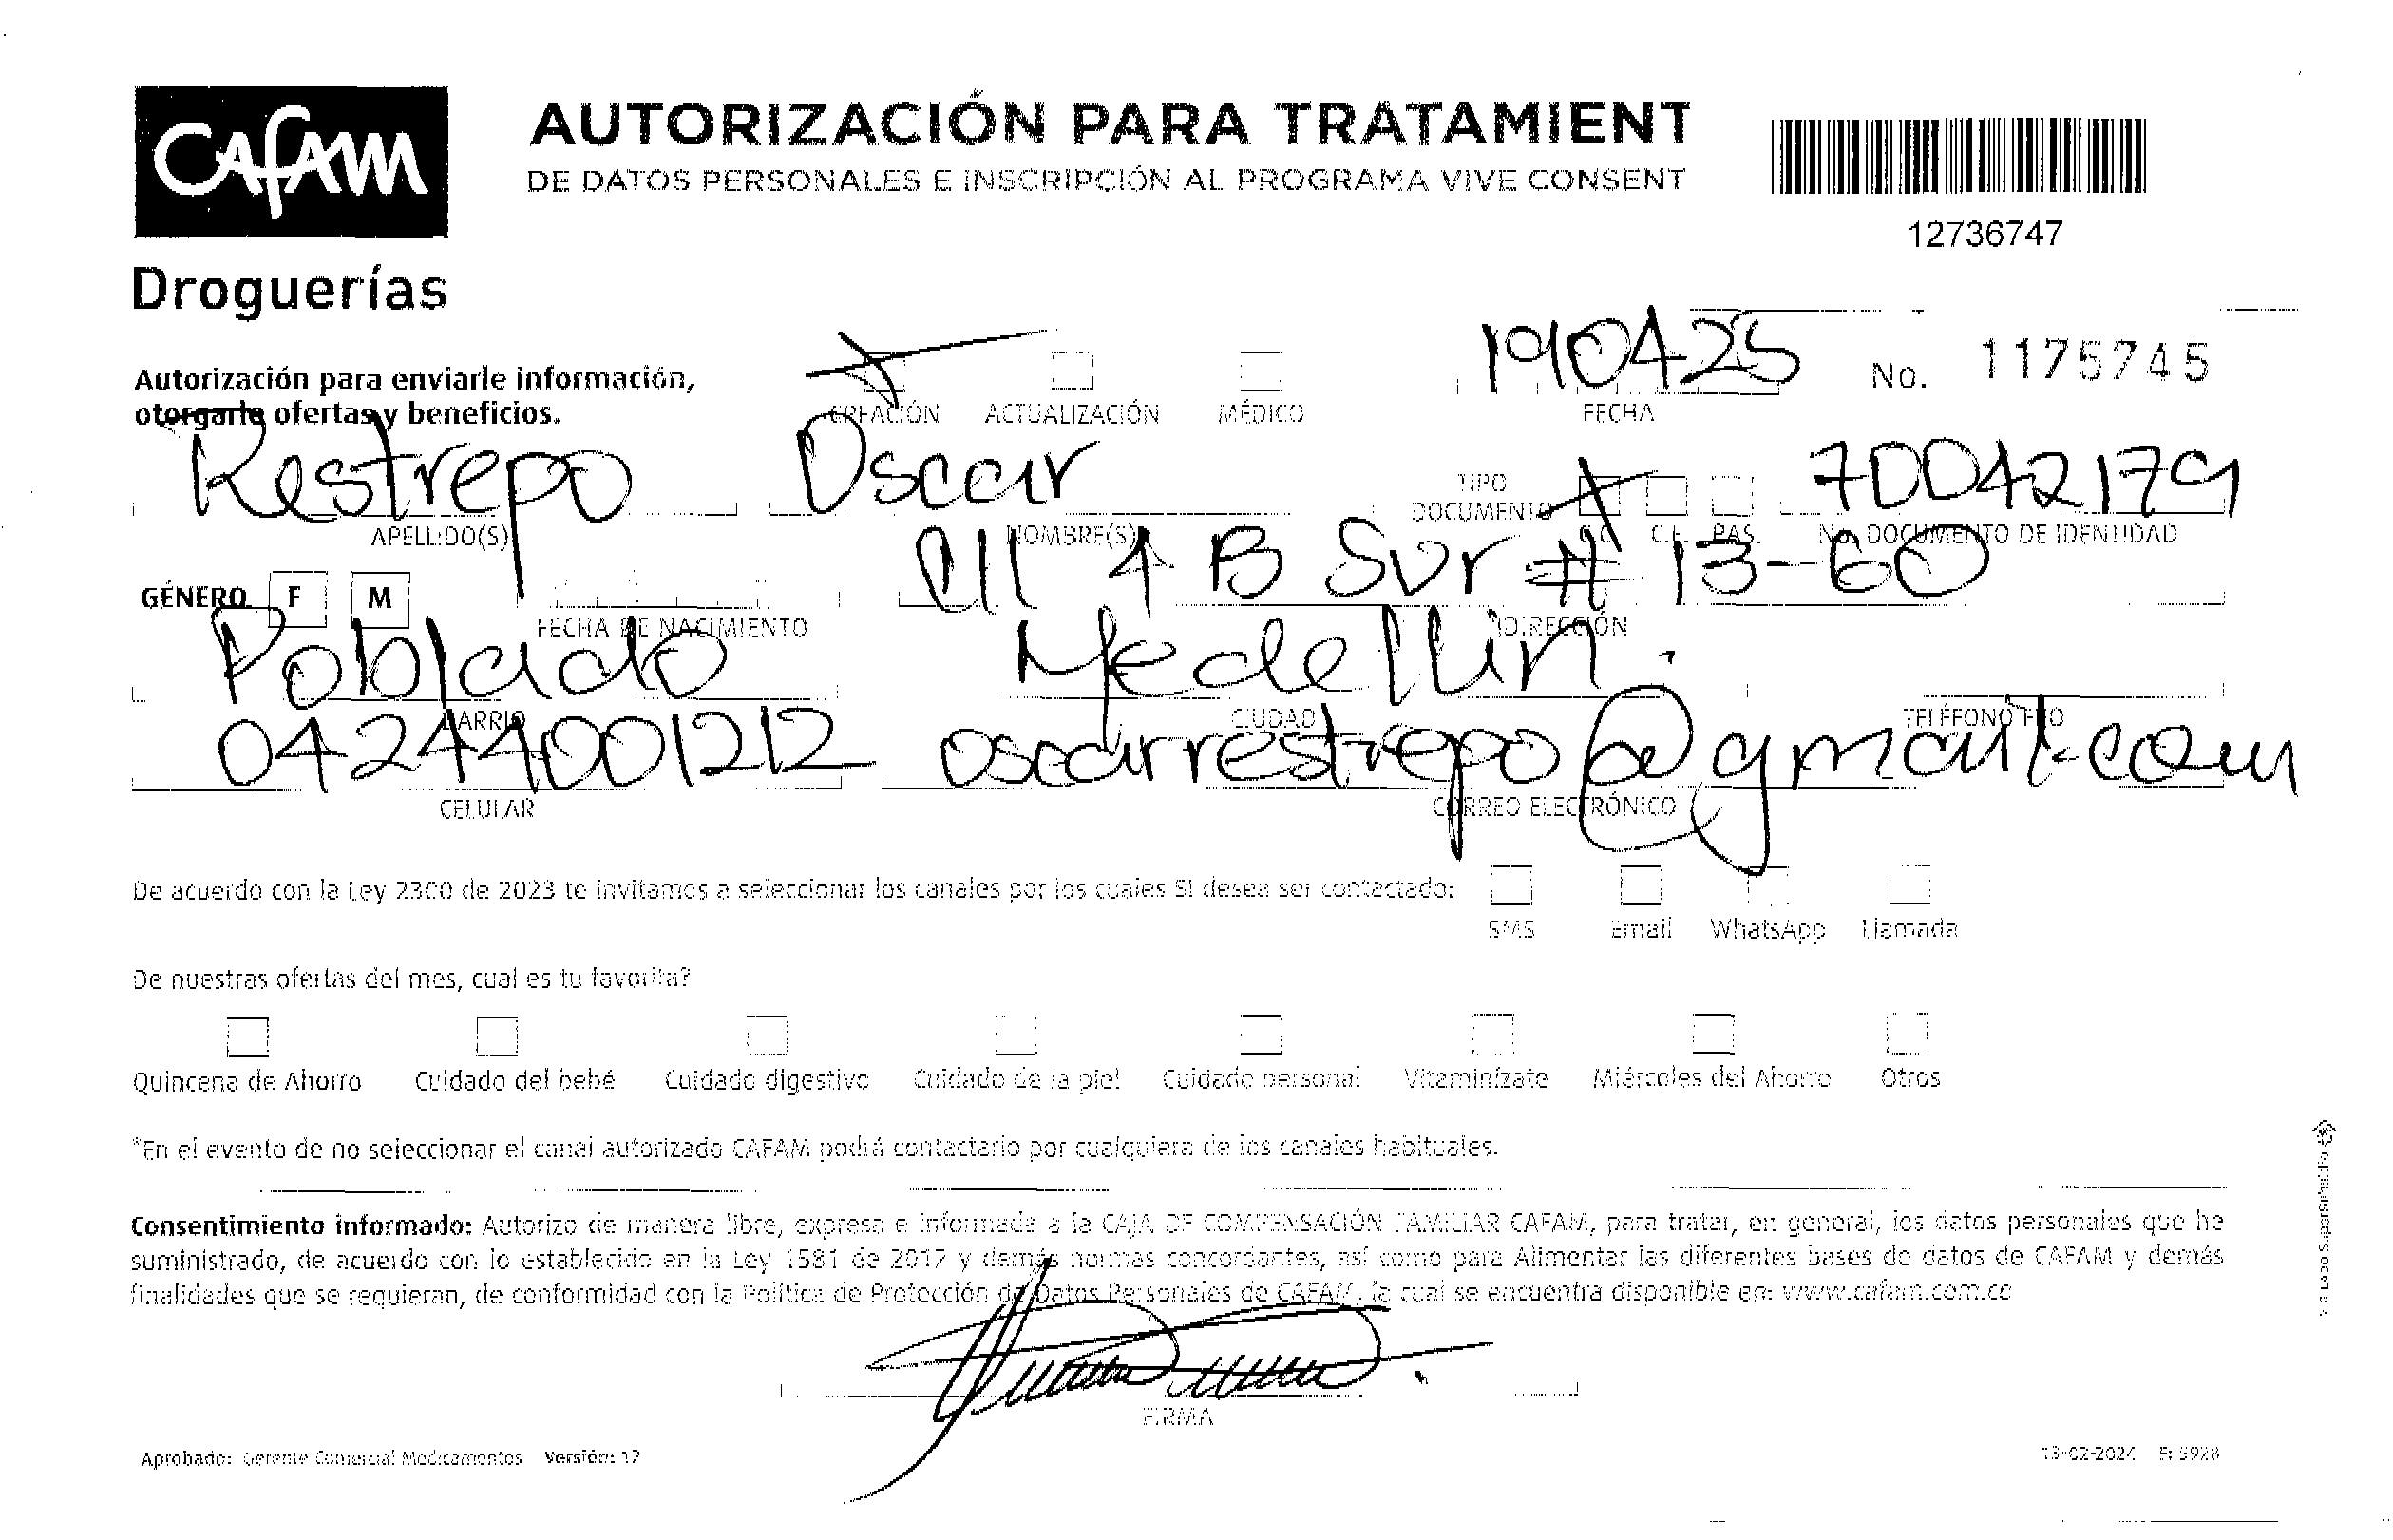 CAFAM
AUTORIZACIÓN PARA TRATAMIENT
DE DATOS PERSONALES E INSCRIPCIÓN AL PROGRAMA VIVE CONSENT
12736747
Droguerías
Autorización para enviarle información,
otorgarle ofertas y beneficios.
CREACIÓN ACTUALIZACIÓN MÉDICO
190425
FECHA
No. 1175745
Restrepo Oscar 70042179
APELLIDO(S) NOMBRE(S) TIPO DOCUMENTO C.C. C.E. PAS. No. DOCUMENTO DE IDENTIDAD
Cll 4 B Sur # 13-60
GÉNERO F M FECHA DE NACIMIENTO DIRECCIÓN
Poblado Medellin
BARRIO CIUDAD TELÉFONO FIJO
04244001212 oscarrestrepo @gmail.com
CELULAR CORREO ELECTRÓNICO
De acuerdo con la Ley 2300 de 2023 te invitamos a seleccionar los canales por los cuales SI desea ser contactado:
SMS Email WhatsApp Llamada
De nuestras ofertas del mes, cual es tu favorita?
Quincena de Ahorro Cuidado del bebé Cuidado digestivo Cuidado de la piel Cuidado personal Vitaminízate Miércoles del Ahorro Otros
*En el evento de no seleccionar el canal autorizado CAFAM podrá contactarlo por cualquiera de los canales habituales.
Consentimiento informado: Autorizo de manera libre, expresa e informada a la CAJA DE COMPENSACIÓN FAMILIAR CAFAM, para tratar, en general, los datos personales que he
suministrado, de acuerdo con lo establecido en la Ley 1581 de 2012 y demás normas concordantes, así como para Alimentar las diferentes bases de datos de CAFAM y demás
finalidades que se requieran, de conformidad con la Política de Protección de Datos Personales de CAFAM, la cual se encuentra disponible en: www.cafam.com.co
FIRMA
Aprobado: Gerente Comercial Medicamentos Versión: 12
13-02-2024 F: 9928